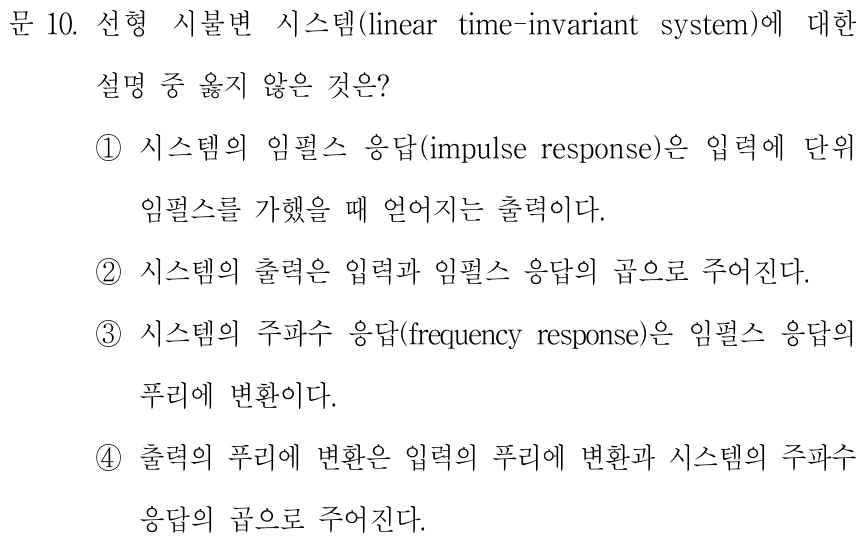 문 10. 선형 시불변 시스템(linear time-invariant system)에 대한
설명 중 옳지 않은 것은?
① 시스템의 임펄스 응답(impulse response)은 입력에 단위
임펄스를 가했을 때 얻어지는 출력이다.
② 시스템의 출력은 입력과 임펄스 응답의 곱으로 주어진다.
③ 시스템의 주파수 응답(frequency response)은 임펄스 응답의
푸리에 변환이다.
④ 출력의 푸리에 변환은 입력의 푸리에 변환과 시스템의 주파수
응답의 곱으로 주어진다.